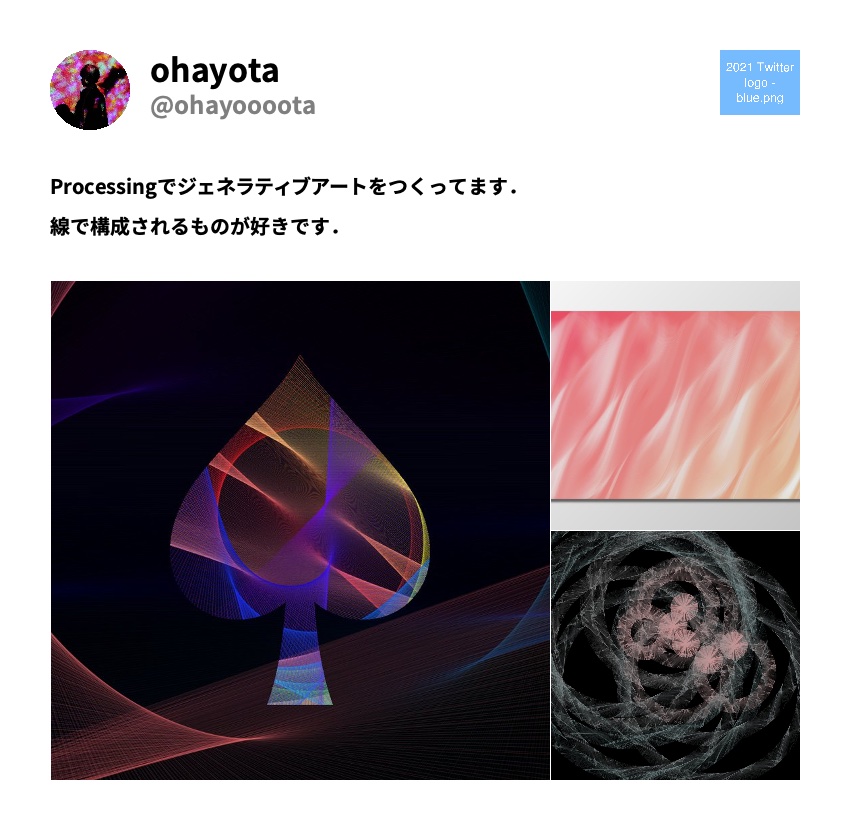 ohayota
@ohayoooota
2021 Twitter
logo -
blue.png
Processingでジェネラティブアートをつくってます．
線で構成されるものが好きです．